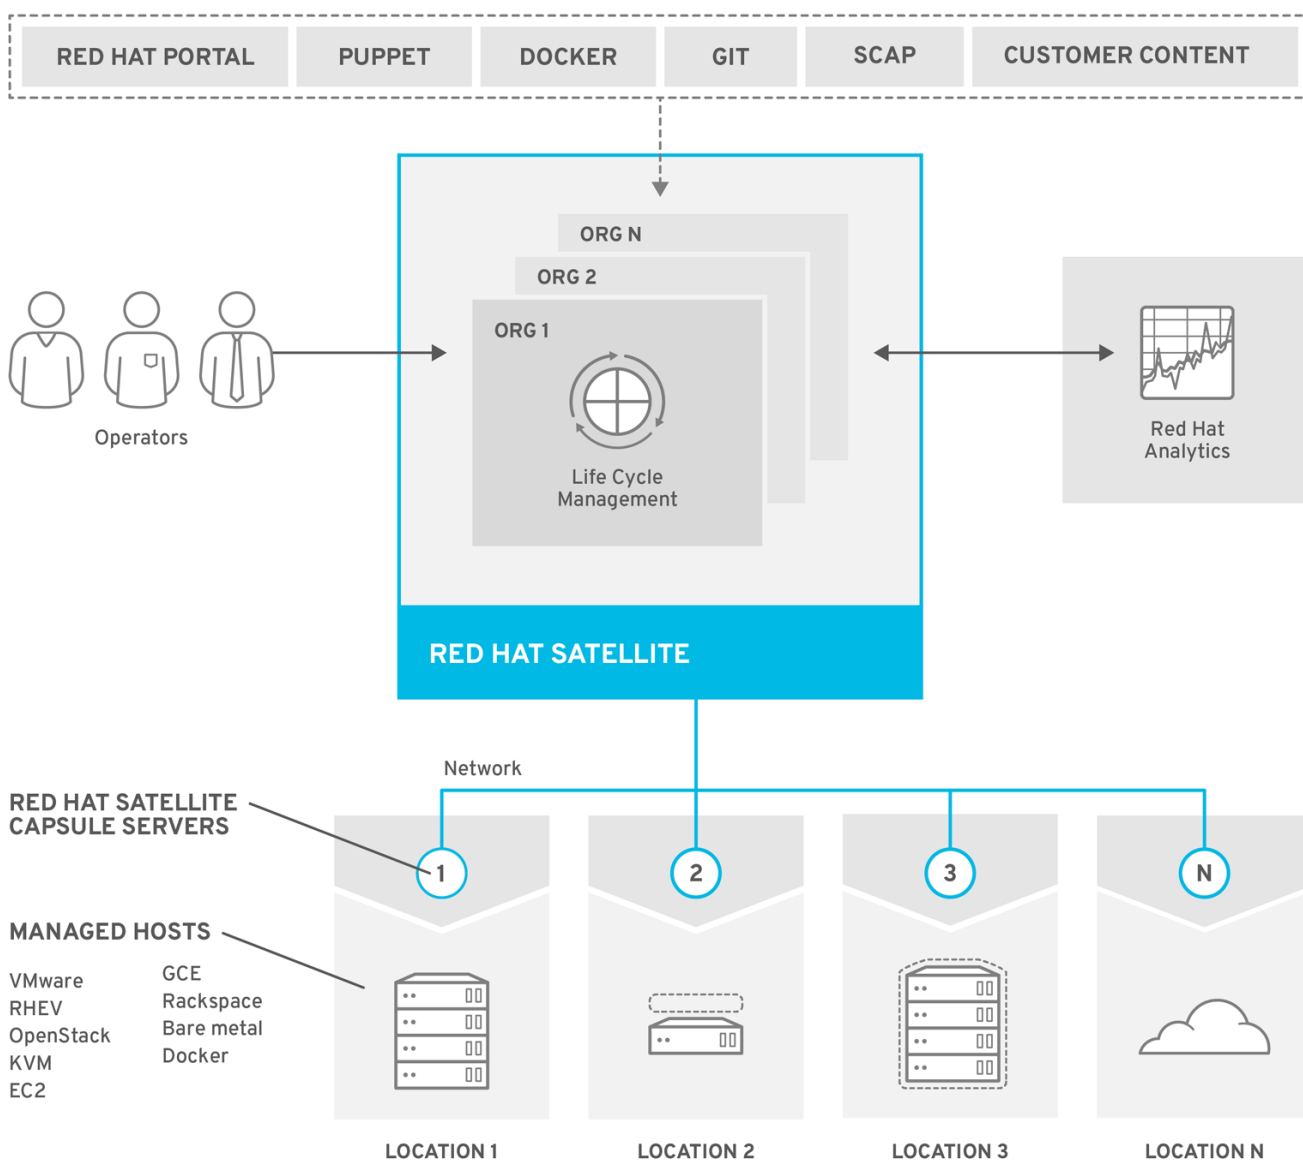 RED HAT PORTAL
PUPPET
DOCKER
GIT
SCAP
CUSTOMER CONTENT
ORG N
ORG 2
ORG 1
Life Cycle
Management
Operators
Red Hat
Analytics
RED HAT SATELLITE
Network
RED HAT SATELLITE
CAPSULE SERVERS
1
2
3
N
MANAGED HOSTS
VMware
RHEV
OpenStack
KVM
EC2
GCE
Rackspace
Bare metal
Docker
LOCATION 1
LOCATION 2
LOCATION 3
LOCATION N